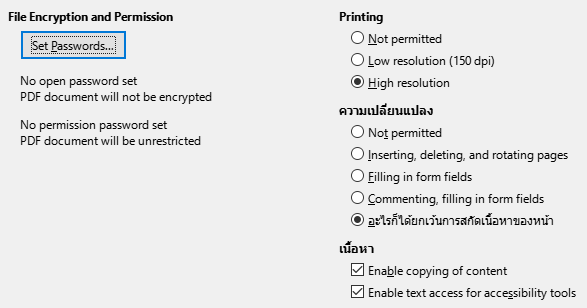 File Encryption and Permission
Set Passwords...
No open password set
PDF document will not be encrypted
No permission password set
PDF document will be unrestricted
Printing
Not permitted
Low resolution (150 dpi)
High resolution
ความเปลี่ยนแปลง
Not permitted
Inserting, deleting, and rotating pages
Filling in form fields
Commenting, filling in form fields
อะไรก็ได้ยกเว้นการสกัดเนื้อหาของหน้า
เนื้อหา
Enable copying of content
Enable text access for accessibility tools